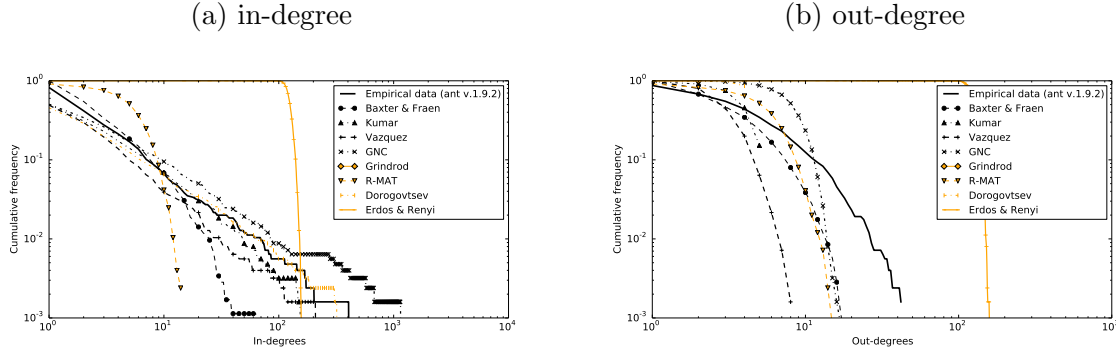 (a) in-degree
(b) out-degree
10^0
10^-1
10^-2
10^-3
Cumulative frequency
10^0
10^1
10^2
10^3
10^4
In-degrees
Empirical data (ant v.1.9.2)
Baxter & Fraen
Kumar
Vazquez
GNC
Grindrod
R-MAT
Dorogovtsev
Erdos & Renyi
10^0
10^-1
10^-2
10^-3
Cumulative frequency
10^0
10^1
10^2
Out-degrees
Empirical data (ant v.1.9.2)
Baxter & Fraen
Kumar
Vazquez
GNC
Grindrod
R-MAT
Dorogovtsev
Erdos & Renyi